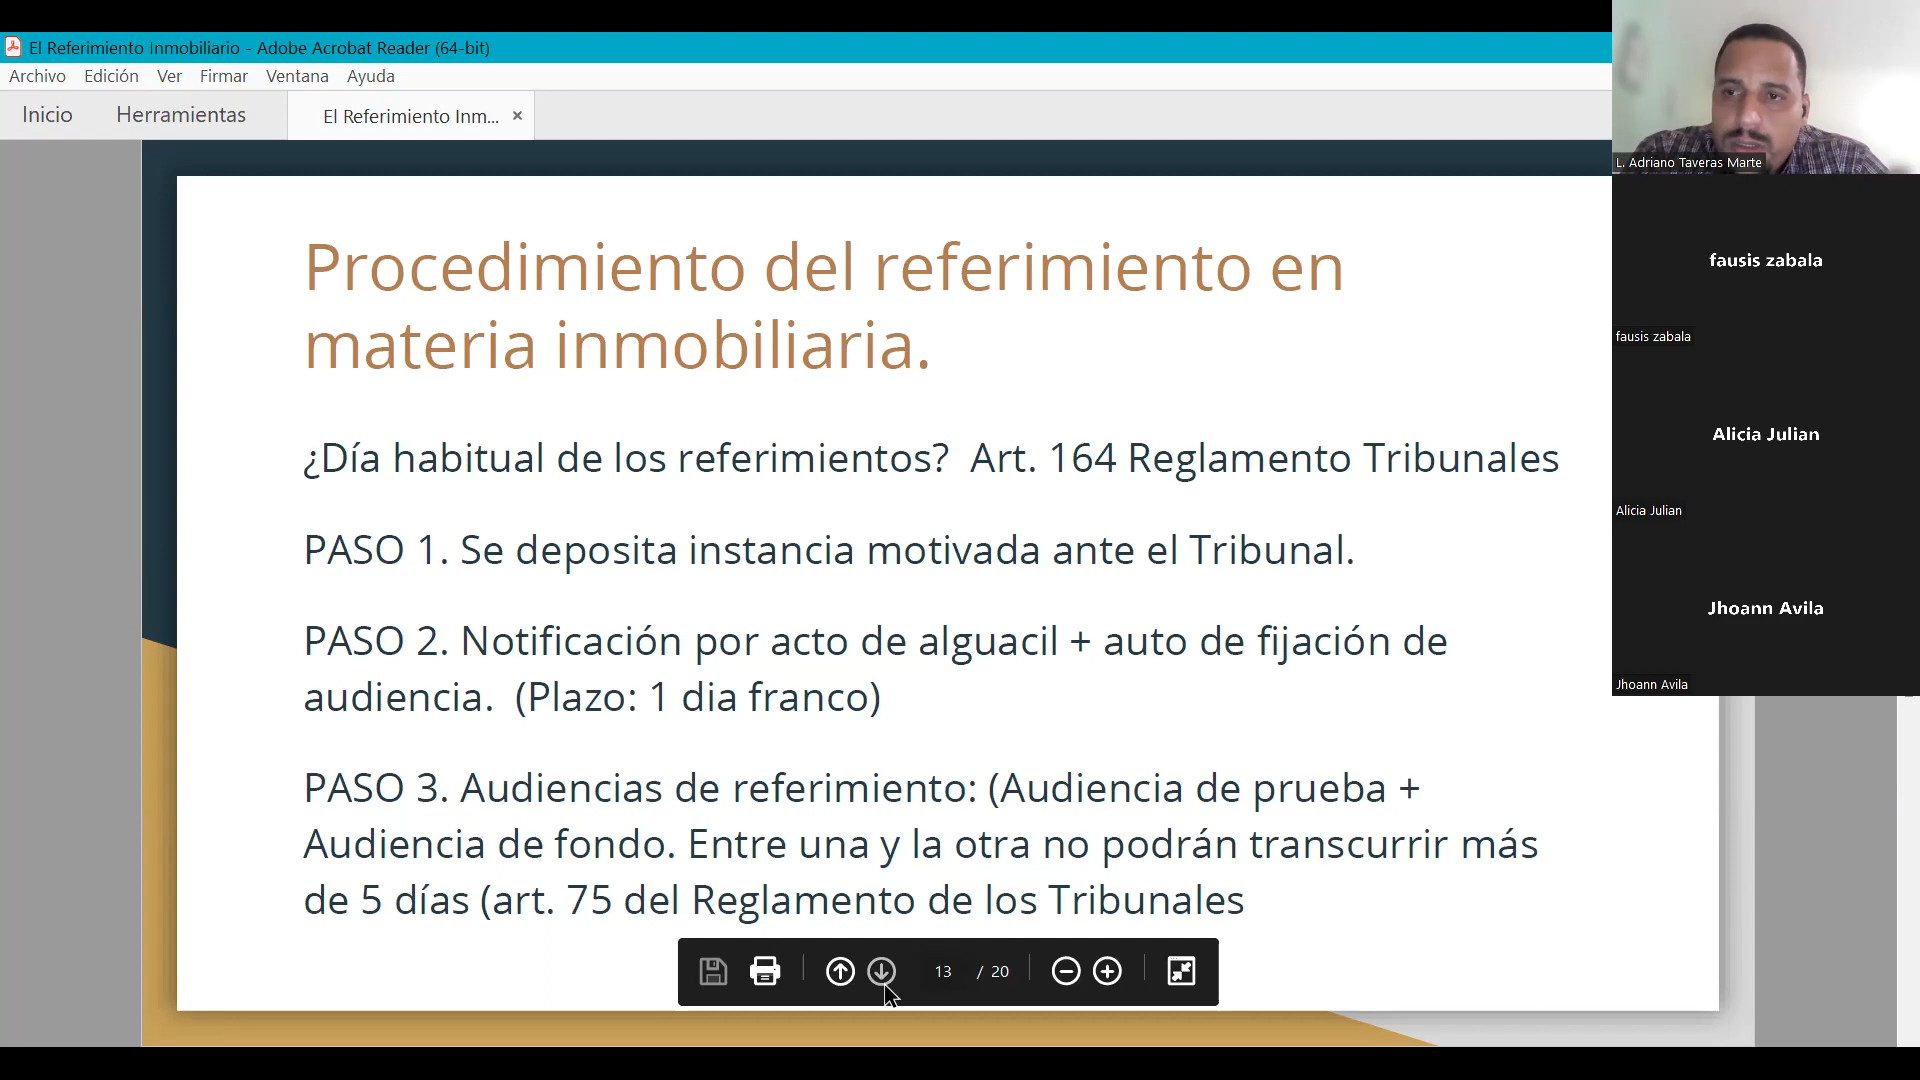 El Referimiento Inmobiliario - Adobe Acrobat Reader (64-bit)
Archivo Edición Ver Firmar Ventana Ayuda
Inicio Herramientas El Referimiento Inm... ×
L. Adriano Taveras Marte
Procedimiento del referimiento en
materia inmobiliaria.
¿Día habitual de los referimientos? Art. 164 Reglamento Tribunales
PASO 1. Se deposita instancia motivada ante el Tribunal.
PASO 2. Notificación por acto de alguacil + auto de fijación de
audiencia. (Plazo: 1 dia franco)
PASO 3. Audiencias de referimiento: (Audiencia de prueba +
Audiencia de fondo. Entre una y la otra no podrán transcurrir más
de 5 días (art. 75 del Reglamento de los Tribunales
13 / 20
fausis zabala
fausis zabala
Alicia Julian
Alicia Julian
Jhoann Avila
Jhoann Avila